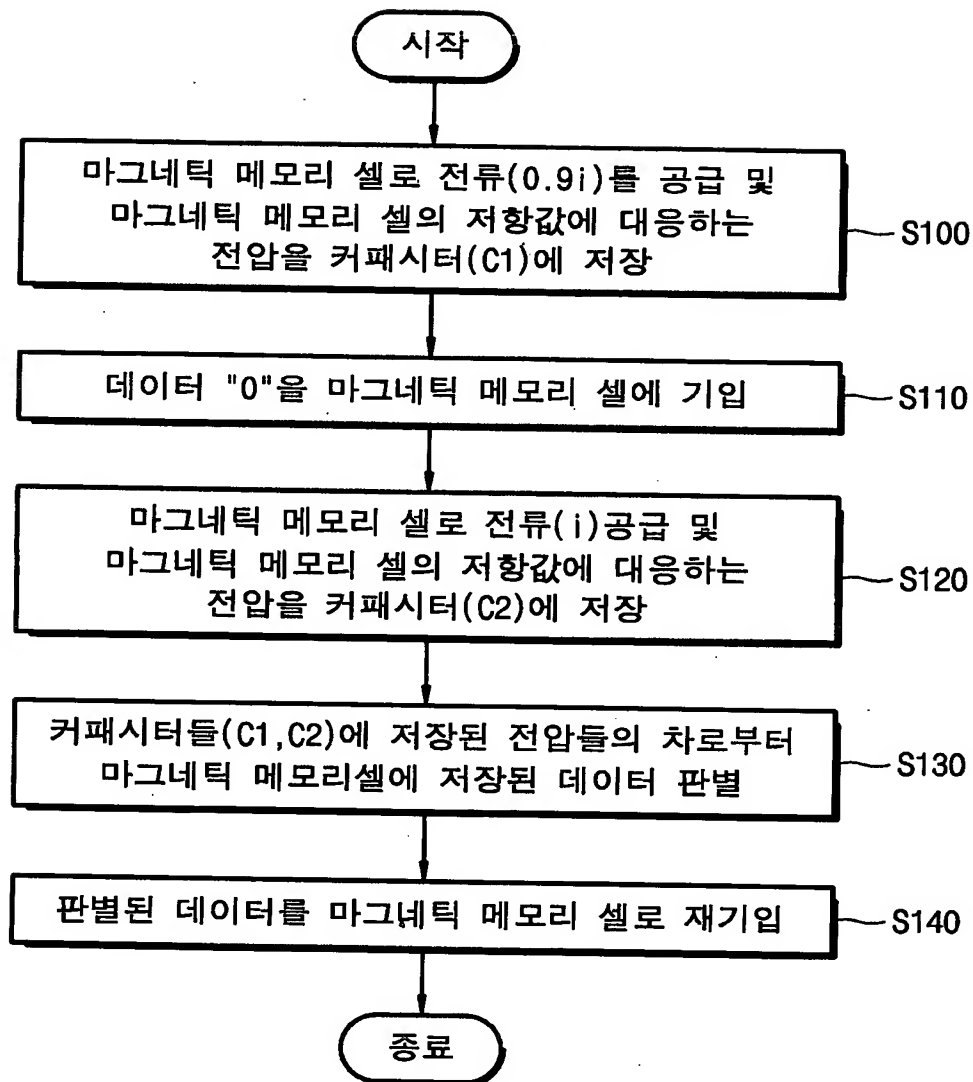 시작
마그네틱 메모리 셀로 전류(0.9i)를 공급 및
마그네틱 메모리 셀의 저항값에 대응하는
전압을 커패시터(C1)에 저장
S100
데이터 "0"을 마그네틱 메모리 셀에 기입
S110
마그네틱 메모리 셀로 전류(i)공급 및
마그네틱 메모리 셀의 저항값에 대응하는
전압을 커패시터(C2)에 저장
S120
커패시터들(C1,C2)에 저장된 전압들의 차로부터
마그네틱 메모리셀에 저장된 데이터 판별
S130
판별된 데이터를 마그네틱 메모리 셀로 재기입
S140
종료